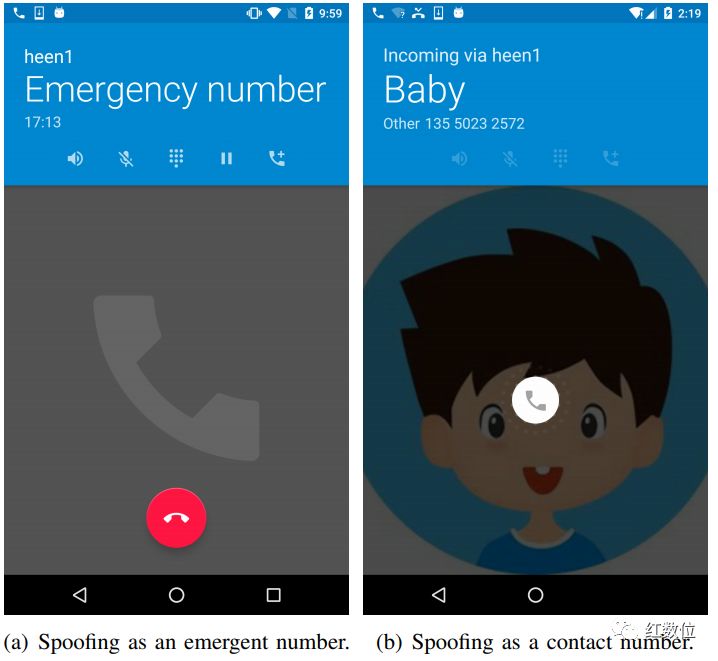 9:59
heen1
Emergency number
17:13
2:19
Incoming via heen1
Baby
Other 135 5023 2572
(a) Spoofing as an emergent number.
(b) Spoofing as a contact number.
红数位